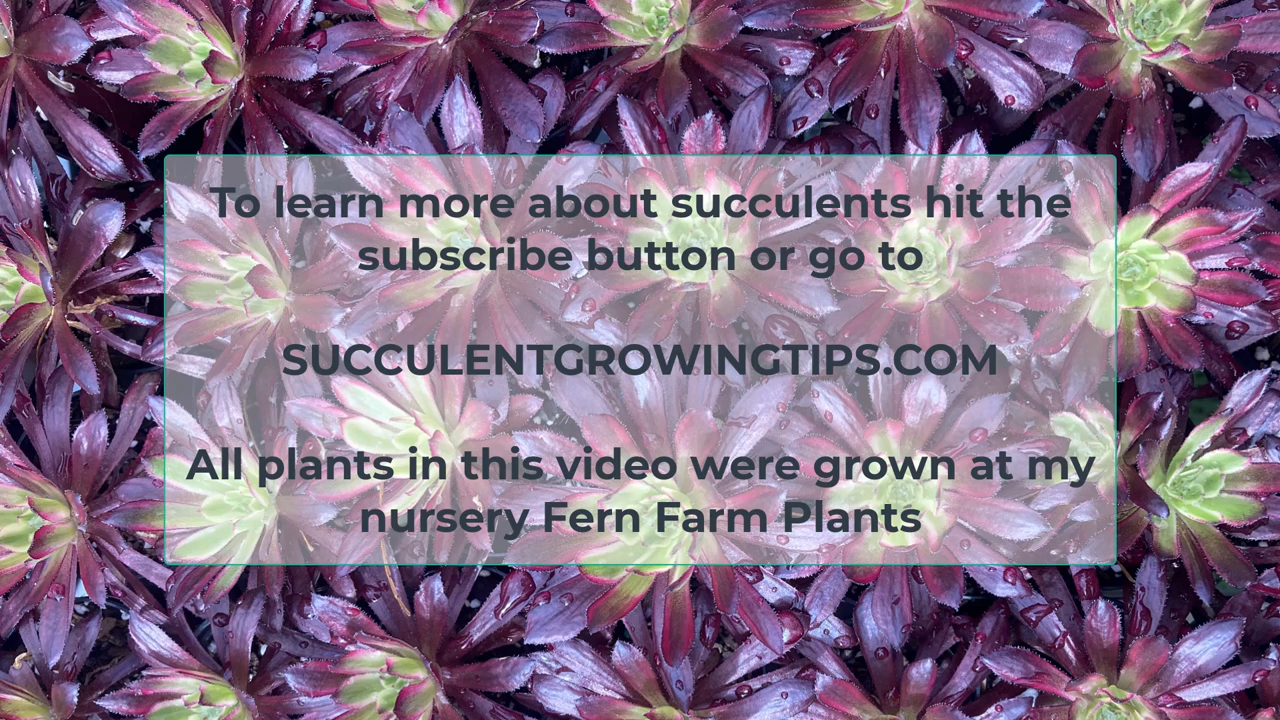 To learn more about succulents hit the
subscribe button or go to
SUCCULENTGROWINGTIPS.COM
All plants in this video were grown at my
nursery Fern Farm Plants